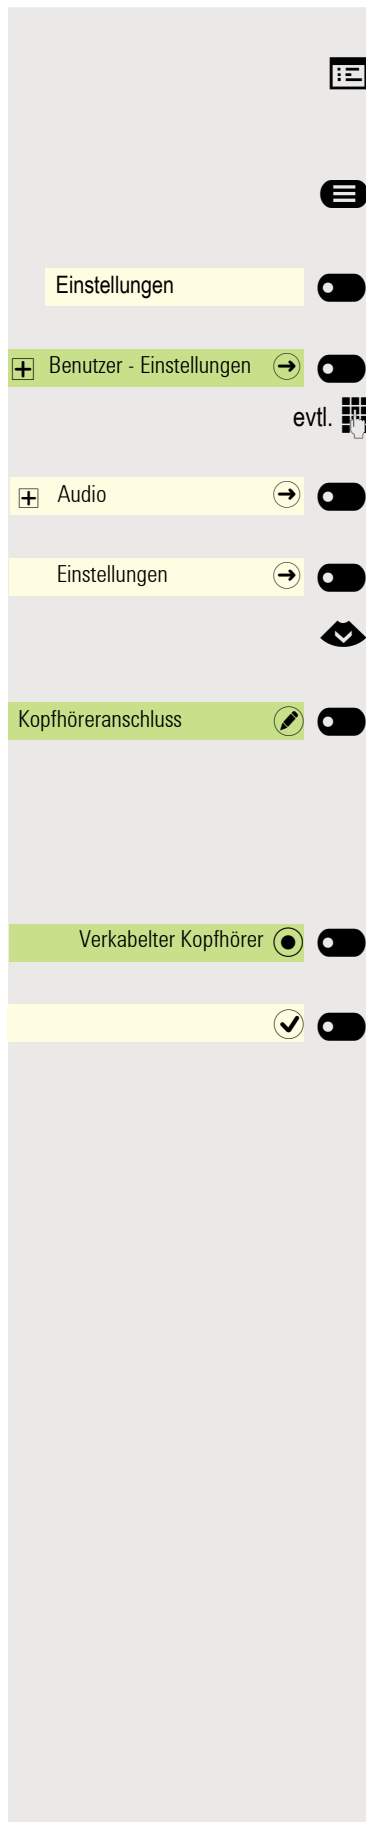 Einstellungen
Benutzer - Einstellungen
evtl.
Audio
Einstellungen
Kopfhöreranschluss
Verkabelter Kopfhörer